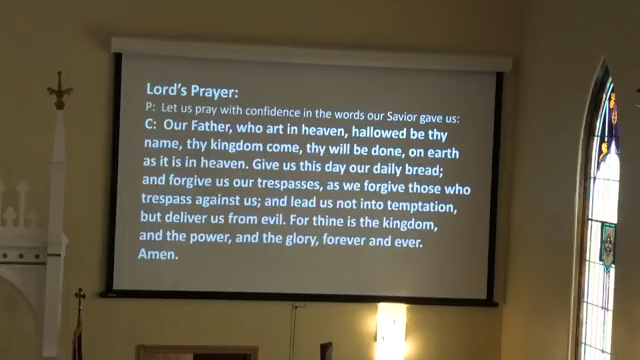 Lord's Prayer:
P: Let us pray with confidence in the words our Savior gave us:
C: Our Father, who art in heaven, hallowed be thy
name, thy kingdom come, thy will be done, on earth
as it is in heaven. Give us this day our daily bread;
and forgive us our trespasses, as we forgive those who
trespass against us; and lead us not into temptation,
but deliver us from evil. For thine is the kingdom,
and the power, and the glory, forever and ever.
Amen.